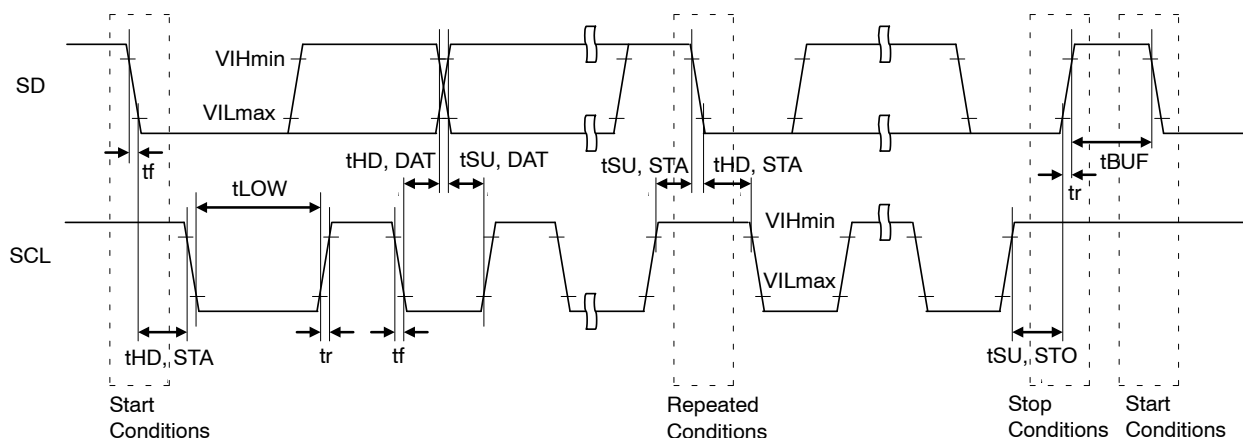 VIHmin
SD
VILmax
tHD, DAT
tSU, DAT
tSU, STA
tHD, STA
tBUF
tf
tr
tLOW
VIHmin
SCL
VILmax
tHD, STA
tr
tf
tSU, STO
Start
Conditions
Repeated
Conditions
Stop
Conditions
Start
Conditions